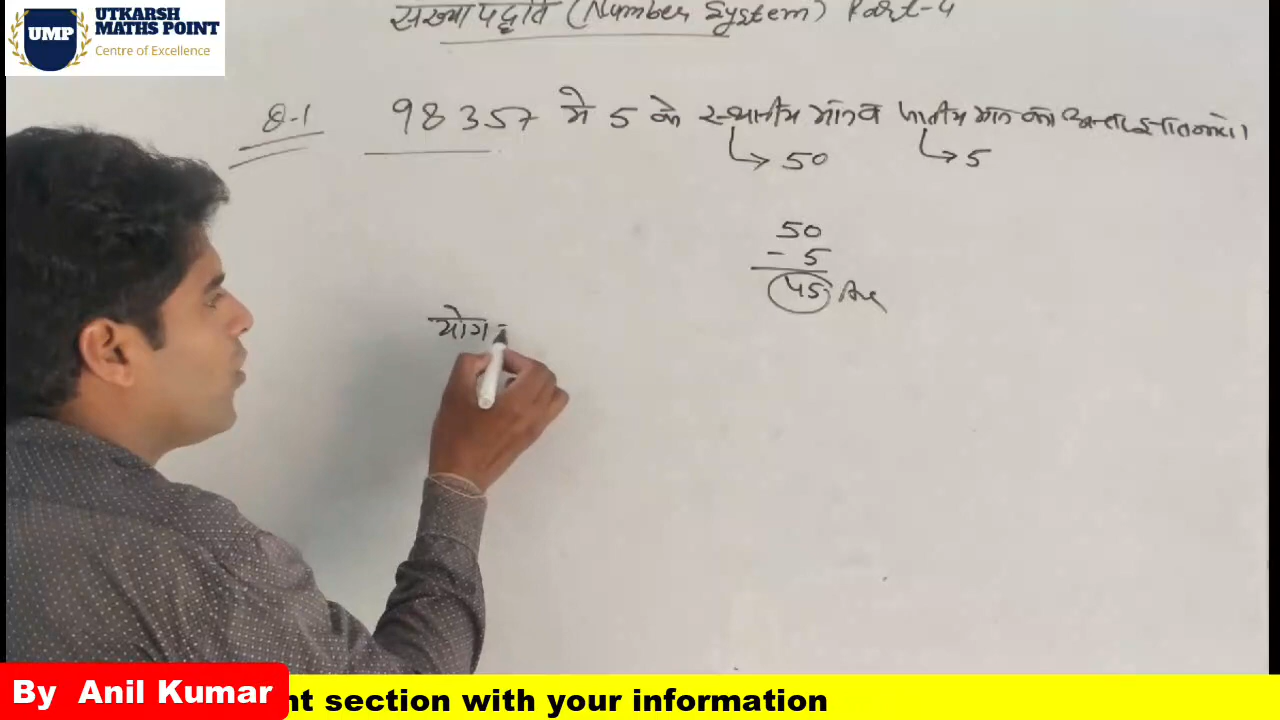 UTKARSH
MATHS POINT
Centre of Excellence
UMP
संख्या पद्धति (Number System) Part-4
Q-1 98357 में 5 के स्थानीय मान व जातीय मान का अन्तर ज्ञात करो।
50 5
50
- 5
45 Ans
योग =
By Anil Kumar
nt section with your information